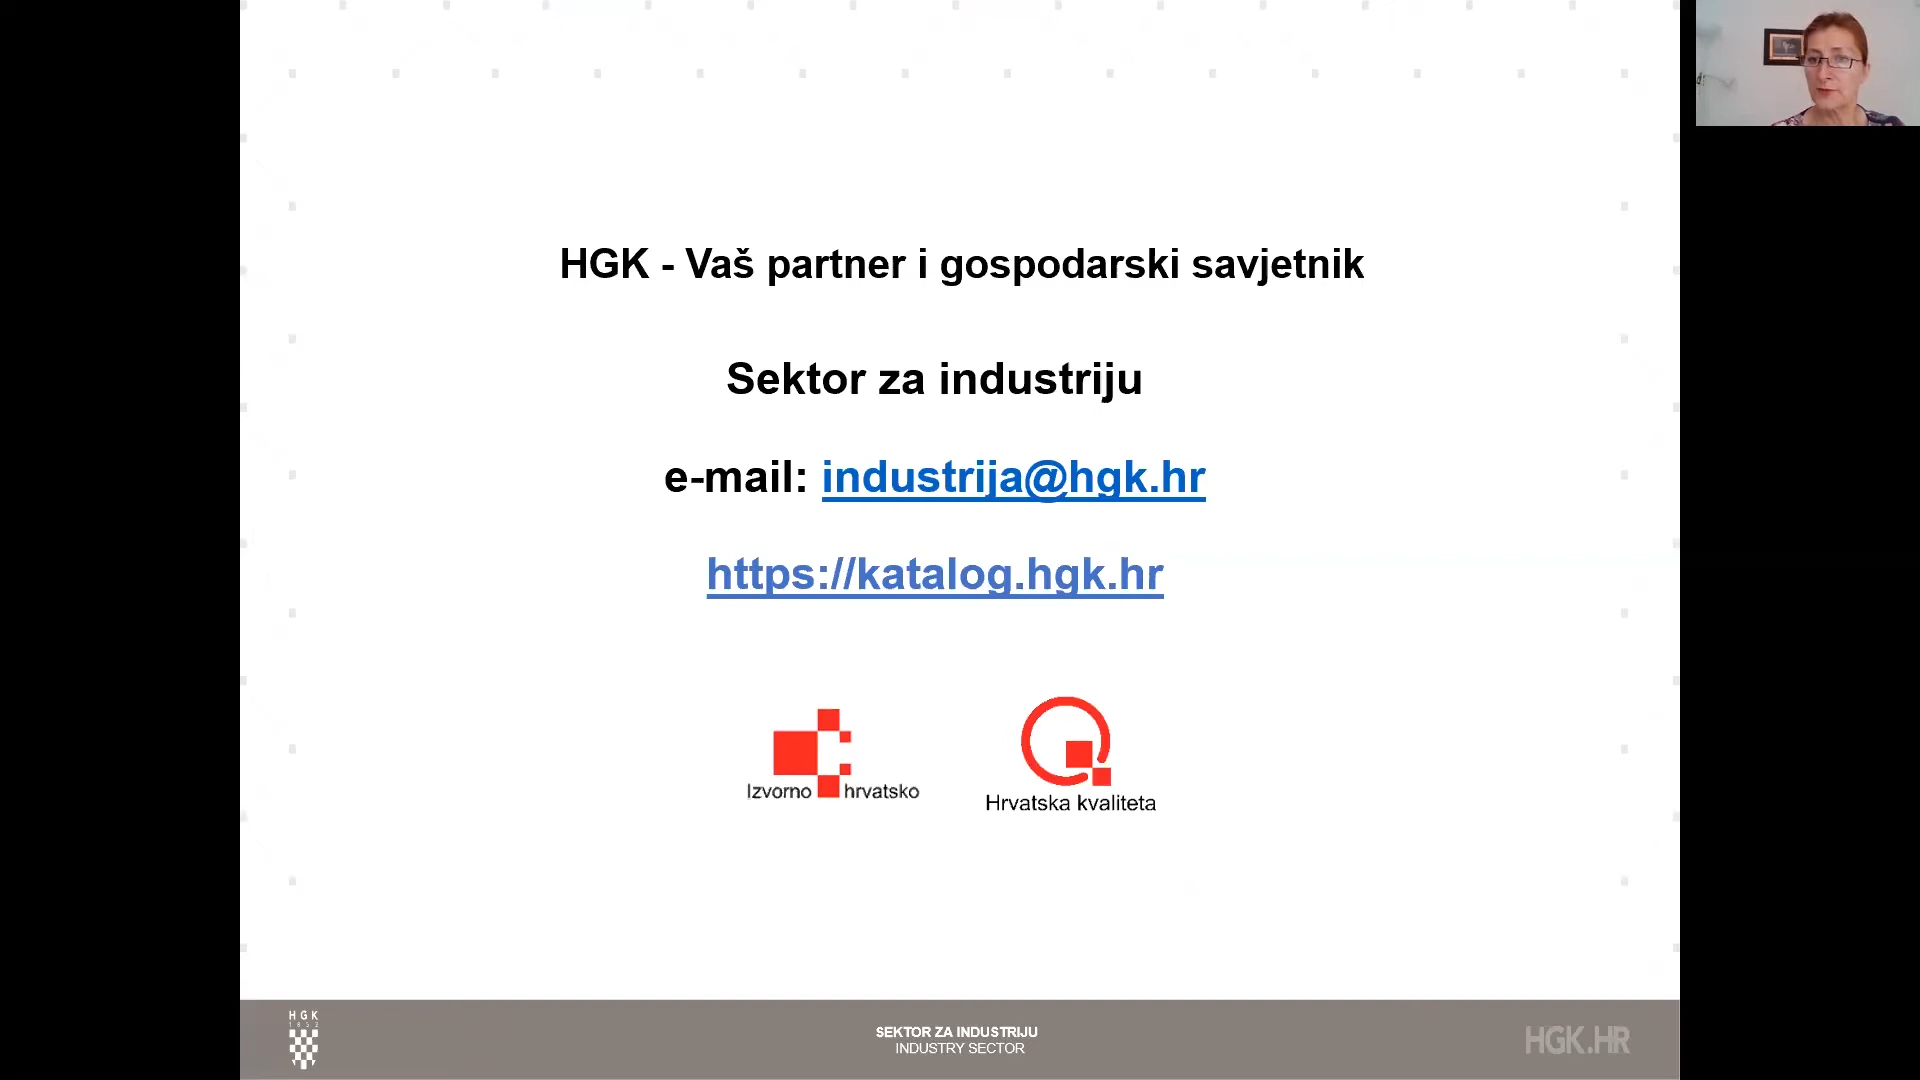 HGK - Vaš partner i gospodarski savjetnik
Sektor za industriju
e-mail: industrija@hgk.hr
https://katalog.hgk.hr
Izvorno hrvatsko
Hrvatska kvaliteta
HGK
1852
SEKTOR ZA INDUSTRIJU
INDUSTRY SECTOR
HGK.HR